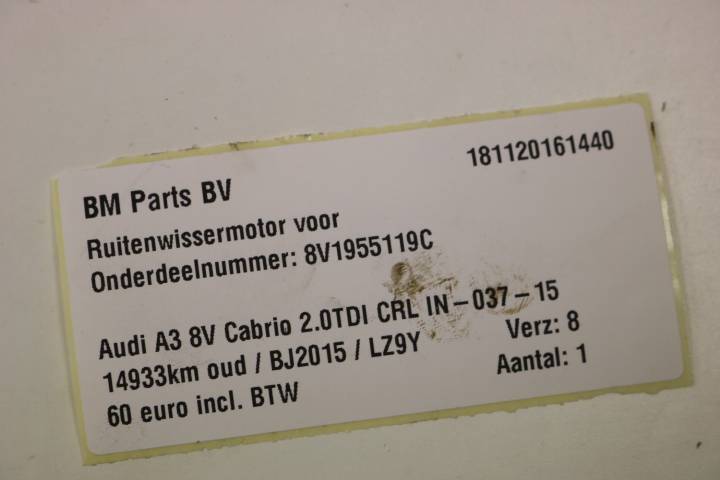 BM Parts BV
181120161440
Ruitenwissermotor voor
Onderdeelnummer: 8V1955119C
Audi A3 8V Cabrio 2.0TDI CRL IN-037-15
14933km oud / BJ2015 / LZ9Y
Verz: 8
60 euro incl. BTW
Aantal: 1